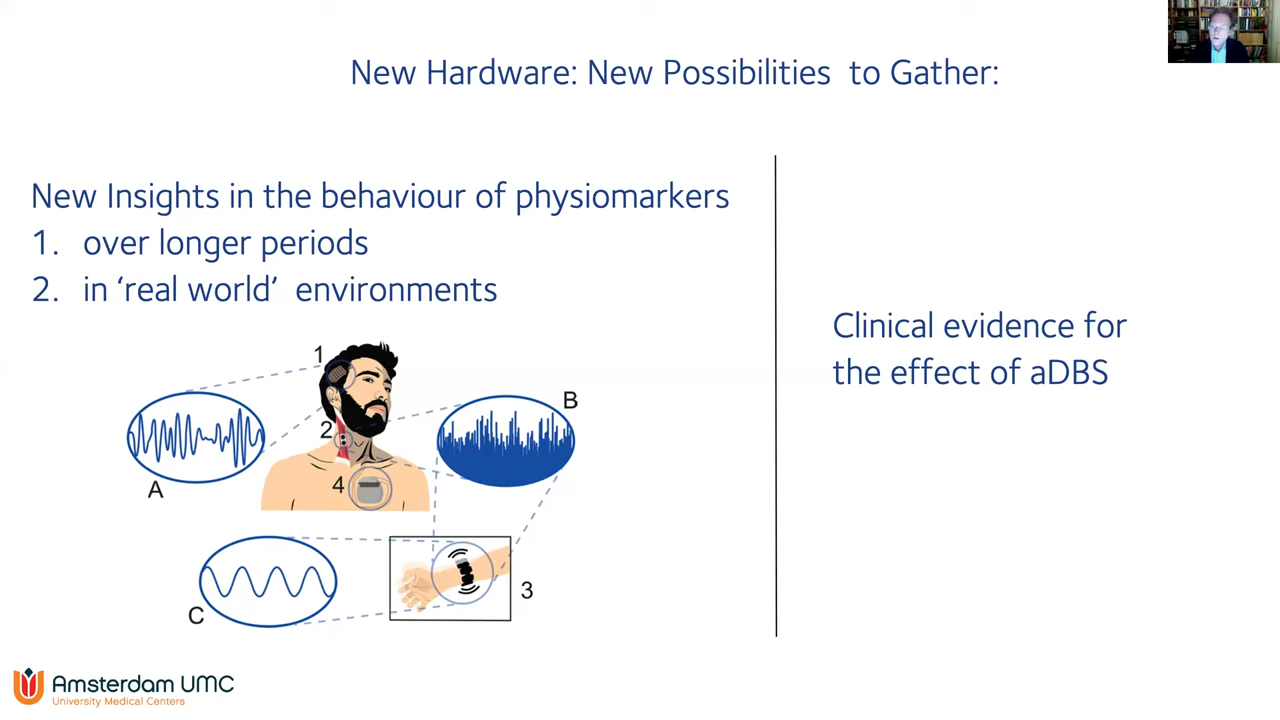 New Hardware: New Possibilities to Gather:
New Insights in the behaviour of physiomarkers
1. over longer periods
2. in ‘real world’ environments
Clinical evidence for
the effect of aDBS
1
2
4
A
B
C
3
Amsterdam UMC
University Medical Centers